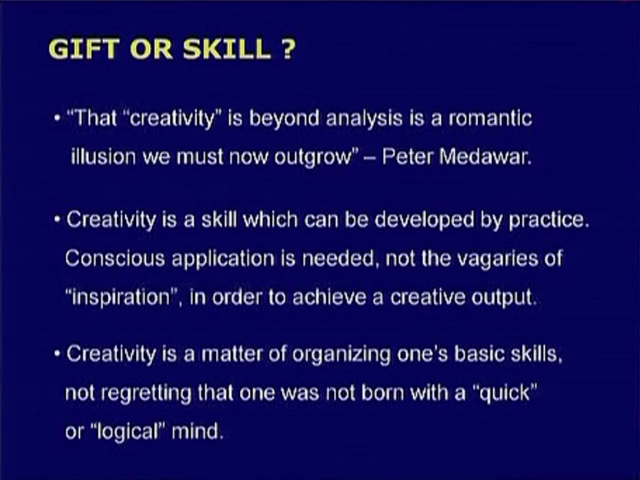 GIFT OR SKILL ?
• “That “creativity” is beyond analysis is a romantic
illusion we must now outgrow” – Peter Medawar.
• Creativity is a skill which can be developed by practice.
Conscious application is needed, not the vagaries of
“inspiration”, in order to achieve a creative output.
• Creativity is a matter of organizing one’s basic skills,
not regretting that one was not born with a “quick”
or “logical” mind.